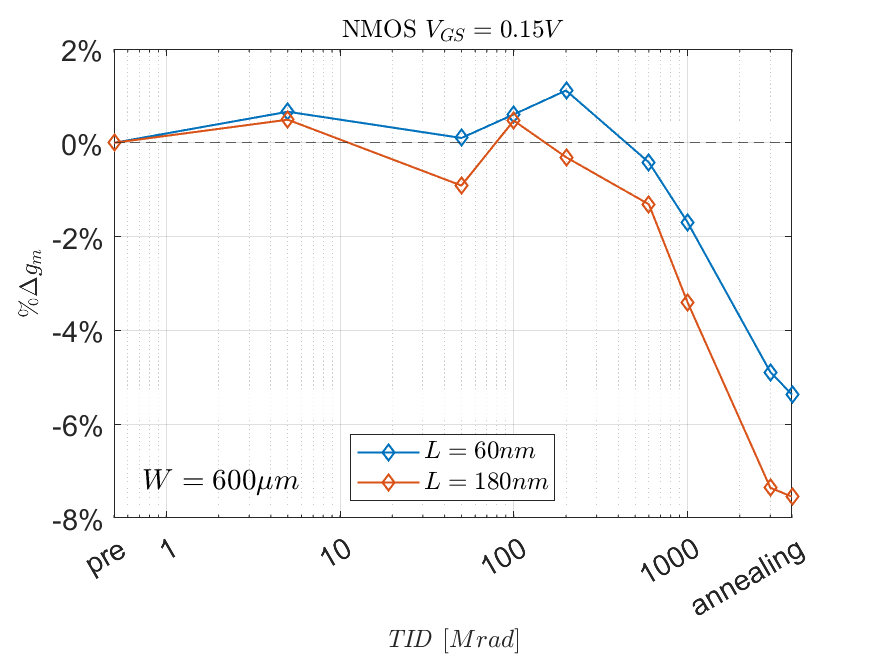 NMOS V_GS = 0.15V
2%
0%
-2%
-4%
-6%
-8%
%Δg_m
W = 600μm
L = 60nm
L = 180nm
pre 1 10 100 1000 annealing
TID [Mrad]